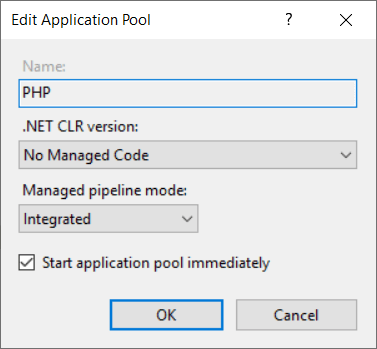 Edit Application Pool
?
Name:
PHP
.NET CLR version:
No Managed Code
Managed pipeline mode:
Integrated
Start application pool immediately
OK Cancel